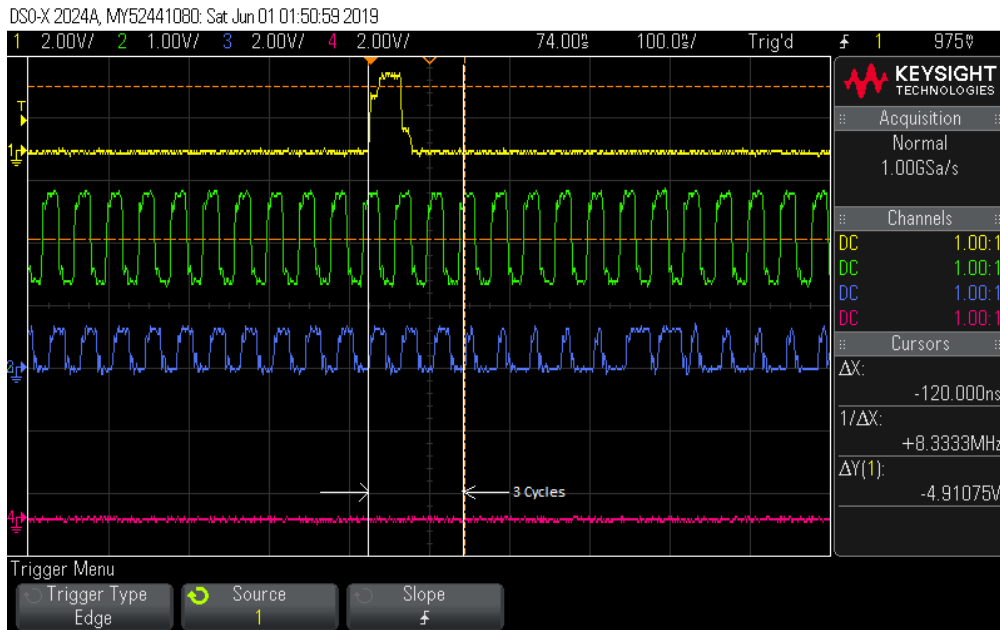 DSO-X 2024A, MY52441080: Sat Jun 01 01:50:59 2019
1 2.00V/ 2 1.00V/ 3 2.00V/ 4 2.00V/ 74.00s 100.0s/ Trig'd 1 975V
KEYSIGHT
TECHNOLOGIES
Acquisition
Normal
1.00GSa/s
Channels
DC 1.00:1
DC 1.00:1
DC 1.00:1
DC 1.00:1
Cursors
ΔX:
-120.000ns
1/ΔX:
+8.3333MHz
ΔY(1):
-4.91075V
T
1
3 Cycles
4
Trigger Menu
Trigger Type
Edge
Source
1
Slope